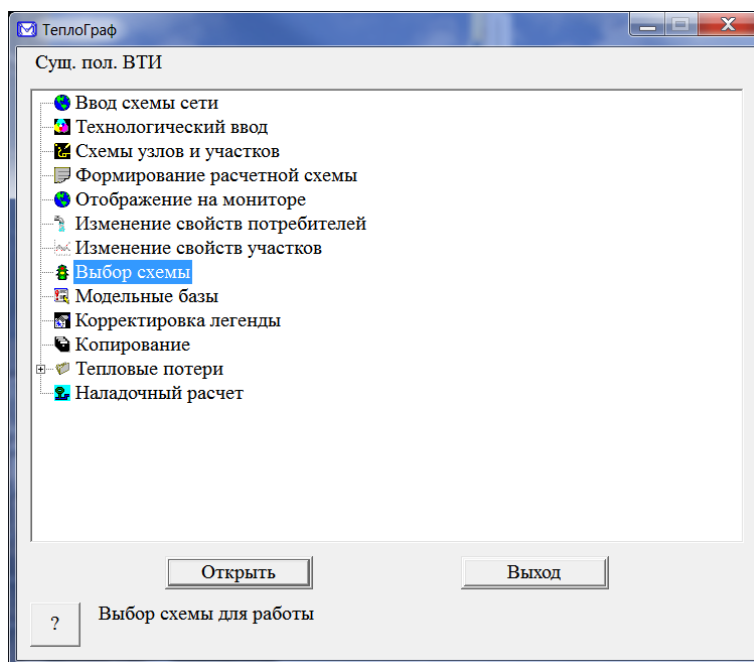 ТеплоГраф
Сущ. пол. ВТИ
Ввод схемы сети
Технологический ввод
Схемы узлов и участков
Формирование расчетной схемы
Отображение на мониторе
Изменение свойств потребителей
Изменение свойств участков
Выбор схемы
Модельные базы
Корректировка легенды
Копирование
Тепловые потери
Наладочный расчет
Открыть
Выход
?
Выбор схемы для работы